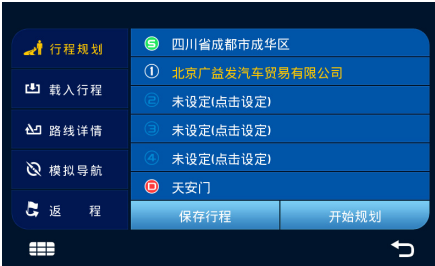 行程规划
载入行程
路线详情
模拟导航
返 程
S 四川省成都市成华区
① 北京广益发汽车贸易有限公司
② 未设定(点击设定)
③ 未设定(点击设定)
④ 未设定(点击设定)
D 天安门
保存行程 开始规划